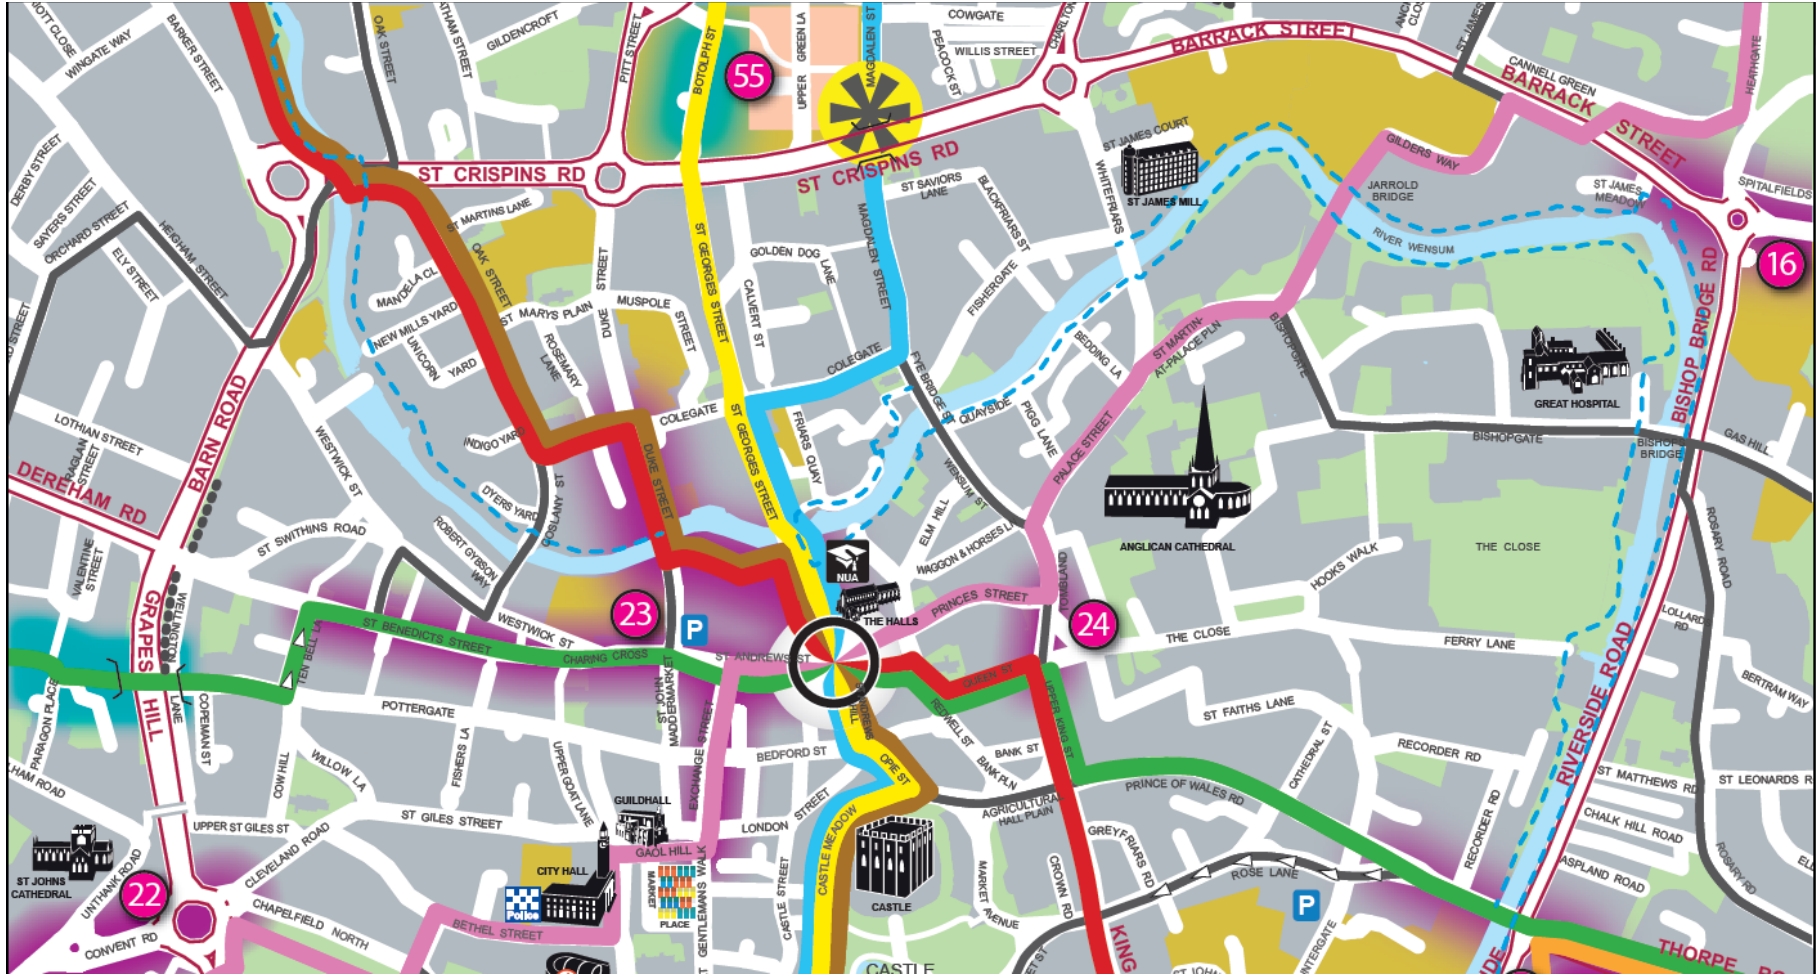 WINGATE WAY
BARKER STREET
OAK STREET
GILDENCROFT
PITT STREET
BOTOLPH ST
55
UPPER GREEN LA
MAGDALEN ST
COWGATE
WILLIS STREET
PEACOCK ST
BARRACK STREET
CANNELL GREEN
BARRACK
STREET
HEATHGATE
DERBY STREET
SAYERS STREET
ORCHARD STREET
ELY STREET
HEIGHAM STREET
ST CRISPINS RD
ST CRISPINS RD
ST MARTINS LANE
OAK STREET
DUKE STREET
ST GEORGES STREET
GOLDEN DOG
LANE
CALVERT ST
MAGDALEN STREET
ST SAVIORS
LANE
BLACKFRIARS ST
ST JAMES COURT
WHITEFRIARS
ST JAMES MILL
GILDERS WAY
JARROLD
BRIDGE
RIVER WENSUM
ST JAMES
MEADOW
SPITALFIELDS
16
BISHOP BRIDGE RD
MANDELA CL
NEW MILLS YARD
UNICORN
YARD
ST MARYS PLAIN
ROSEMARY
LANE
MUSPOLE
STREET
FISHERGATE
BEDDING LA
ST MARTIN-
AT-PALACE PLN
BISHOPGATE
GREAT HOSPITAL
BARN ROAD
LOTHIAN STREET
RAGLAN
STREET
DEREHAM RD
WESTWICK ST
INDIGO YARD
COLEGATE
COLEGATE
DUKE STREET
ST GEORGES STREET
FRIARS QUAY
FYEBRIDGE ST
QUAYSIDE
PIGG LANE
PALACE STREET
WENSUM ST
ELM HILL
WAGGON & HORSES LA
ANGLICAN CATHEDRAL
BISHOPGATE
BISHOPS
BRIDGE
GAS HILL
THE CLOSE
ROSARY ROAD
DYERS YARD
COSLANY ST
ROBERT GYBSON
WAY
ST SWITHINS ROAD
VALENTINE
STREET
GRAPES
HILL
WELLINGTON
LANE
NUA
THE HALLS
PRINCES STREET
TOMBLAND
24
HOOKS WALK
THE CLOSE
FERRY LANE
LOLLARD
RD
BERTRAM WAY
RIVERSIDE ROAD
23
P
TEN BELL LA
ST BENEDICTS STREET
WESTWICK ST
CHARING CROSS
ST ANDREWS ST
ST JOHN
MADDERMARKET
PARAGON PLACE
COPEMAN ST
POTTERGATE
COW HILL
WILLOW LA
FISHERS LA
UPPER GOAT LANE
EXCHANGE STREET
BEDFORD ST
ST ANDREWS
HILL
OPIE ST
REDWELL ST
QUEEN ST
UPPER KING ST
BANK ST
BANK PLN
AGRICULTURAL
HALL PLAIN
PRINCE OF WALES RD
ST FAITHS LANE
CATHEDRAL ST
RECORDER RD
RECORDER RD
ST MATTHEWS RD
ST LEONARDS R
CHALK HILL ROAD
ASPLAND ROAD
ROSARY RD
UPPER ST GILES ST
ST GILES STREET
CLEVELAND ROAD
GUILDHALL
GAOL HILL
LONDON STREET
CASTLE MEADOW
CASTLE STREET
CASTLE
MARKET AVENUE
GREYFRIARS RD
CROWN RD
ROSE LANE
P
ST JOHNS
CATHEDRAL
UNTHANK ROAD
22
CONVENT RD
CHAPELFIELD NORTH
BETHEL STREET
CITY HALL
Police
MARKET
PLACE
GENTLEMANS WALK
CASTLE
KING
THORPE